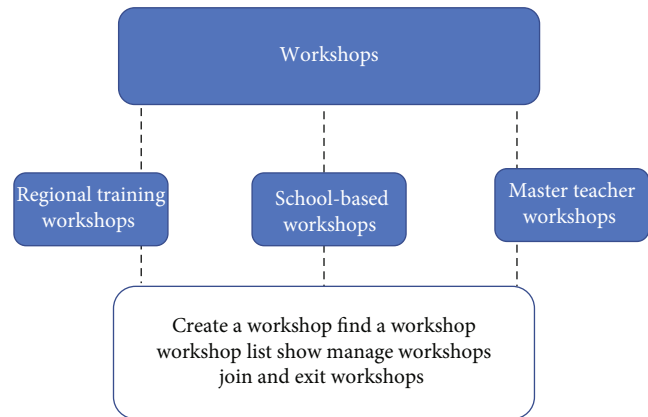 Workshops
Regional training
workshops
School-based
workshops
Master teacher
workshops
Create a workshop find a workshop
workshop list show manage workshops
join and exit workshops